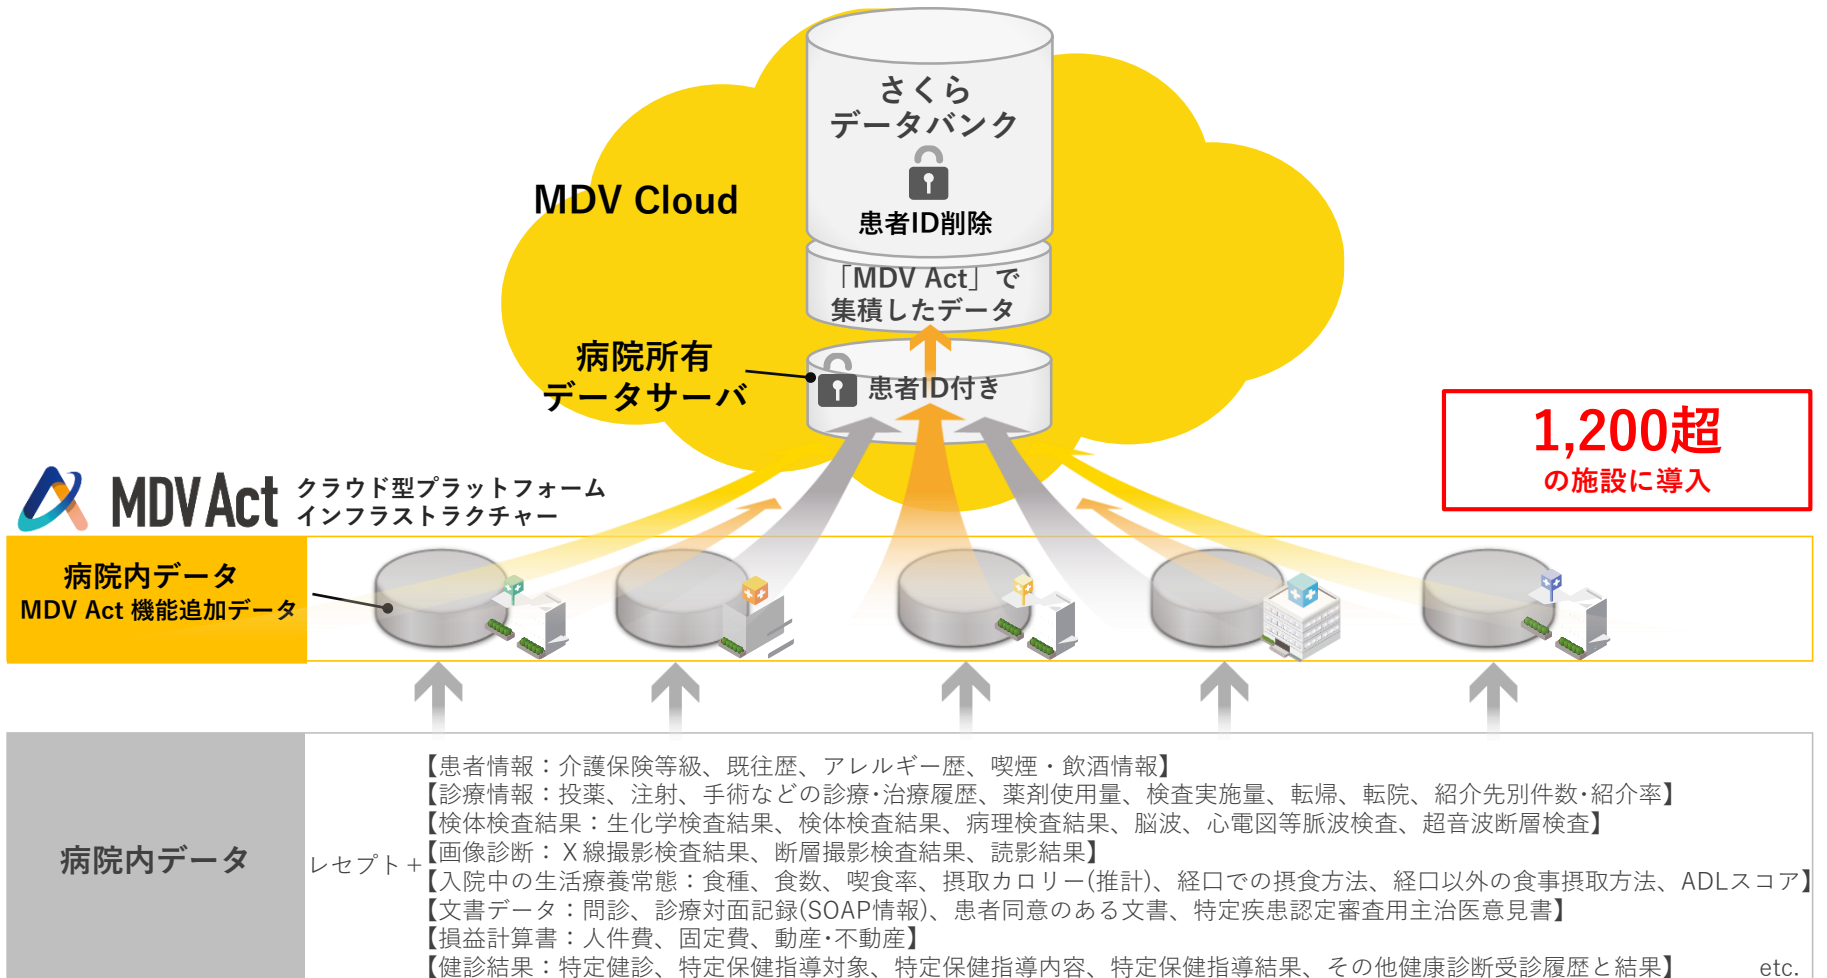 さくら
データバンク
患者ID削除
MDV Cloud
「MDV Act」で
集積したデータ
病院所有
データサーバ
患者ID付き
1,200超
の施設に導入
MDV Act
クラウド型プラットフォーム
インフラストラクチャー
病院内データ
MDV Act 機能追加データ
病院内データ
レセプト+
【患者情報：介護保険等級、既往歴、アレルギー歴、喫煙・飲酒情報】
【診療情報：投薬、注射、手術などの診療･治療履歴、薬剤使用量、検査実施量、転帰、転院、紹介先別件数･紹介率】
【検体検査結果：生化学検査結果、検体検査結果、病理検査結果、脳波、心電図等脈波検査、超音波断層検査】
【画像診断：Ｘ線撮影検査結果、断層撮影検査結果、読影結果】
【入院中の生活療養常態：食種、食数、喫食率、摂取カロリー(推計)、経口での摂食方法、経口以外の食事摂取方法、ADLスコア】
【文書データ：問診、診療対面記録(SOAP情報)、患者同意のある文書、特定疾患認定審査用主治医意見書】
【損益計算書：人件費、固定費、動産･不動産】
【健診結果：特定健診、特定保健指導対象、特定保健指導内容、特定保健指導結果、その他健康診断受診履歴と結果】 etc.